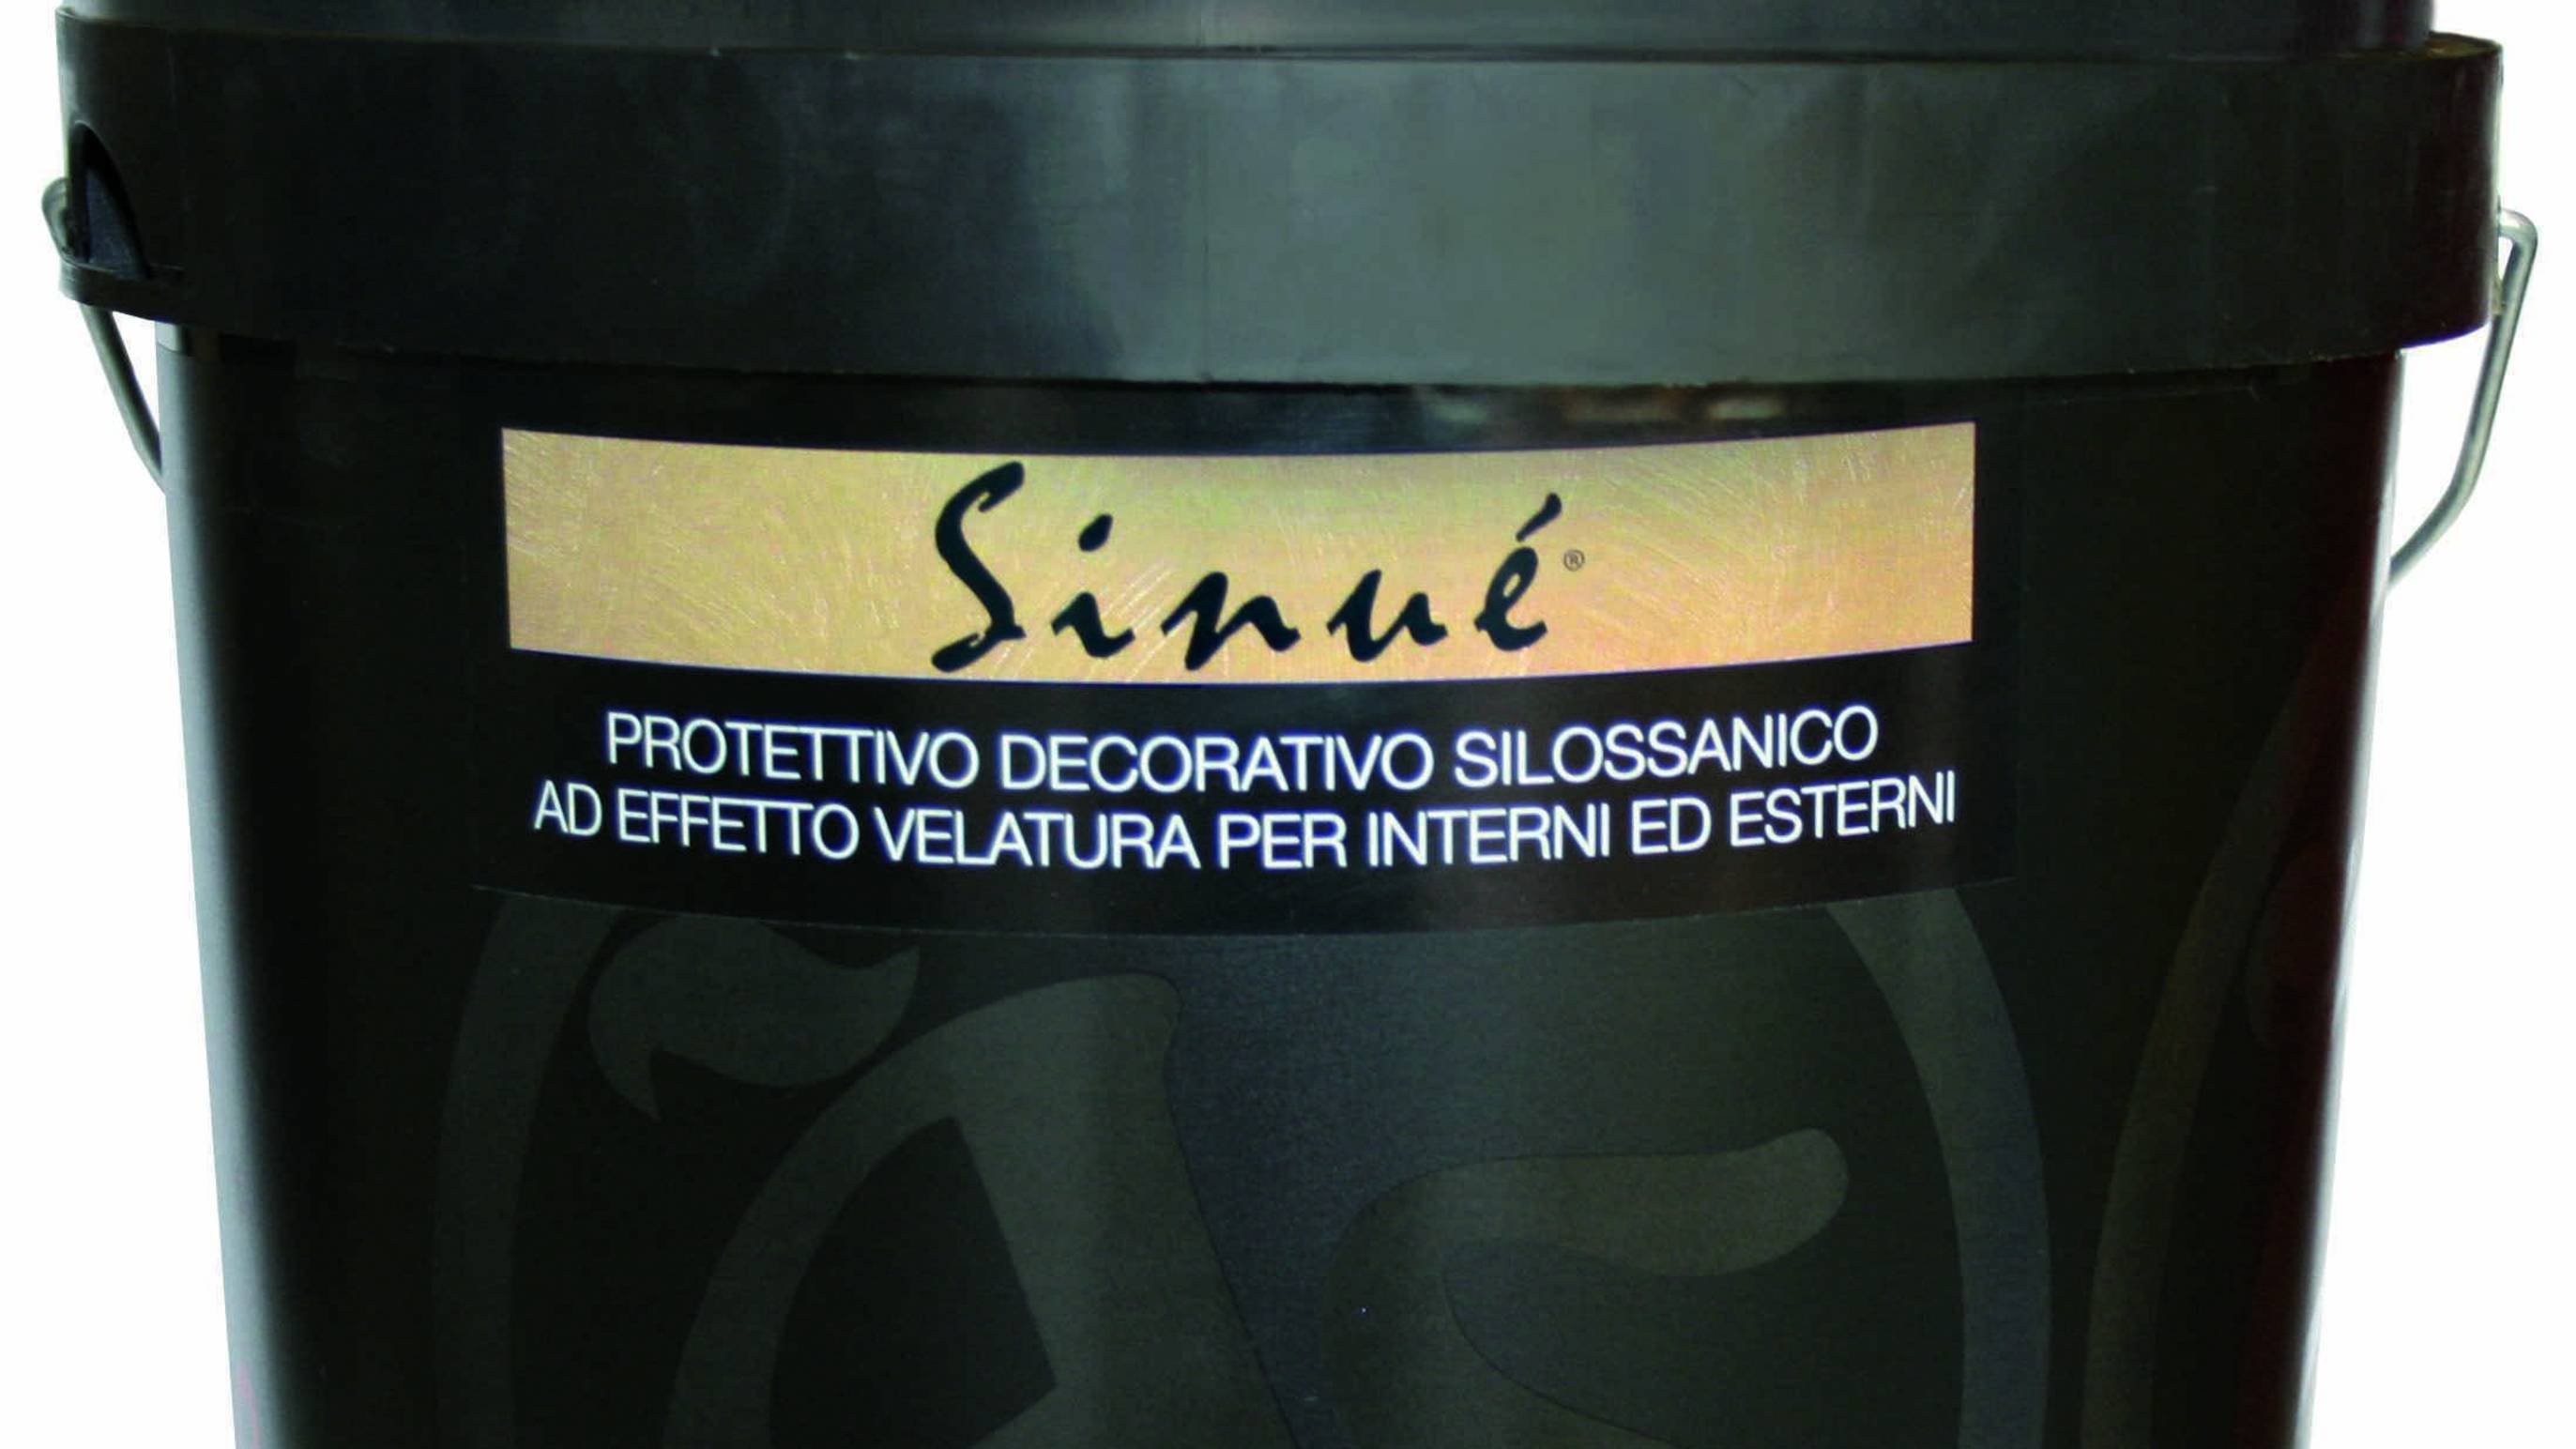 Sinué®
PROTETTIVO DECORATIVO SILOSSANICO
AD EFFETTO VELATURA PER INTERNI ED ESTERNI